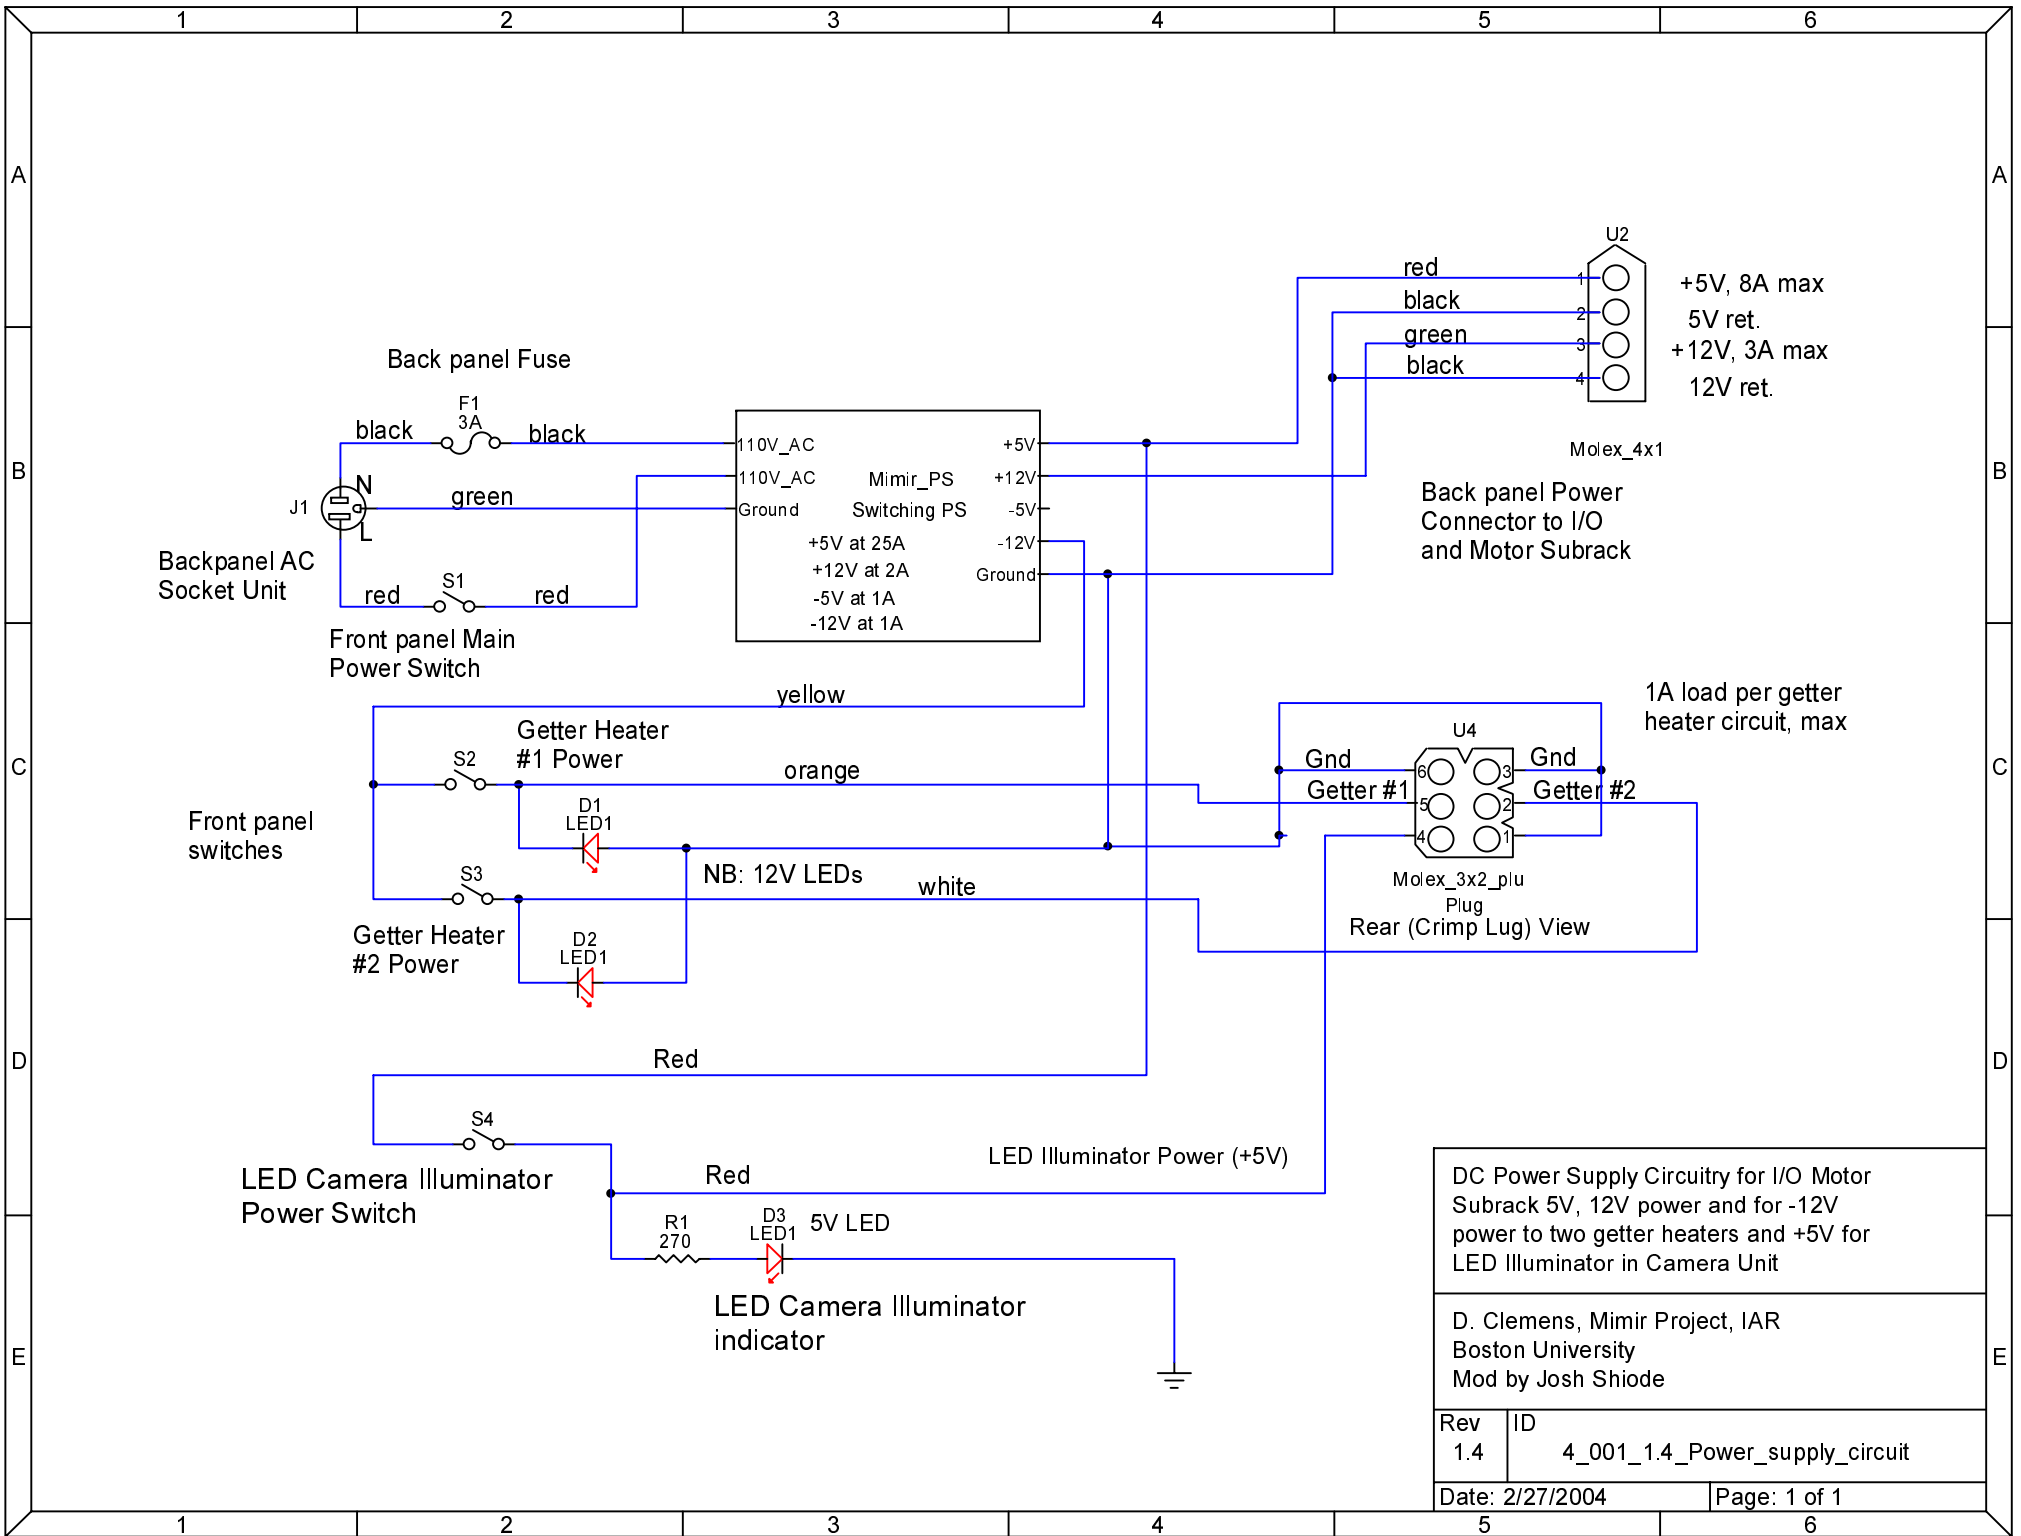 1 2 3 4 5 6
A
A
U2
red
1
+5V, 8A max
black
2
5V ret.
green
3
+12V, 3A max
black
4
12V ret.
Back panel Fuse
F1
3A
black
black
Molex_4x1
B
B
110V_AC
+5V
110V_AC
Mimir_PS
+12V
N
green
J1
Ground
Switching PS
-5V
L
+5V at 25A
-12V
+12V at 2A
Ground
-5V at 1A
-12V at 1A
Back panel Power
Connector to I/O
and Motor Subrack
Backpanel AC
Socket Unit
S1
red
red
Front panel Main
Power Switch
yellow
1A load per getter
heater circuit, max
Getter Heater
#1 Power
U4
C
C
S2
orange
Gnd
6
3
Gnd
Getter #1
5
2
Getter #2
4
1
D1
LED1
Front panel
switches
NB: 12V LEDs
S3
white
Molex_3x2_plu
Plug
Rear (Crimp Lug) View
Getter Heater
#2 Power
D2
LED1
D
D
Red
S4
LED Camera Illuminator
Power Switch
LED Illuminator Power (+5V)
Red
R1
270
D3
LED1
5V LED
LED Camera Illuminator
indicator
DC Power Supply Circuitry for I/O Motor
Subrack 5V, 12V power and for -12V
power to two getter heaters and +5V for
LED Illuminator in Camera Unit
D. Clemens, Mimir Project, IAR
Boston University
Mod by Josh Shiode
E
E
Rev
ID
1.4
4_001_1.4_Power_supply_circuit
Date: 2/27/2004
Page: 1 of 1
1 2 3 4 5 6